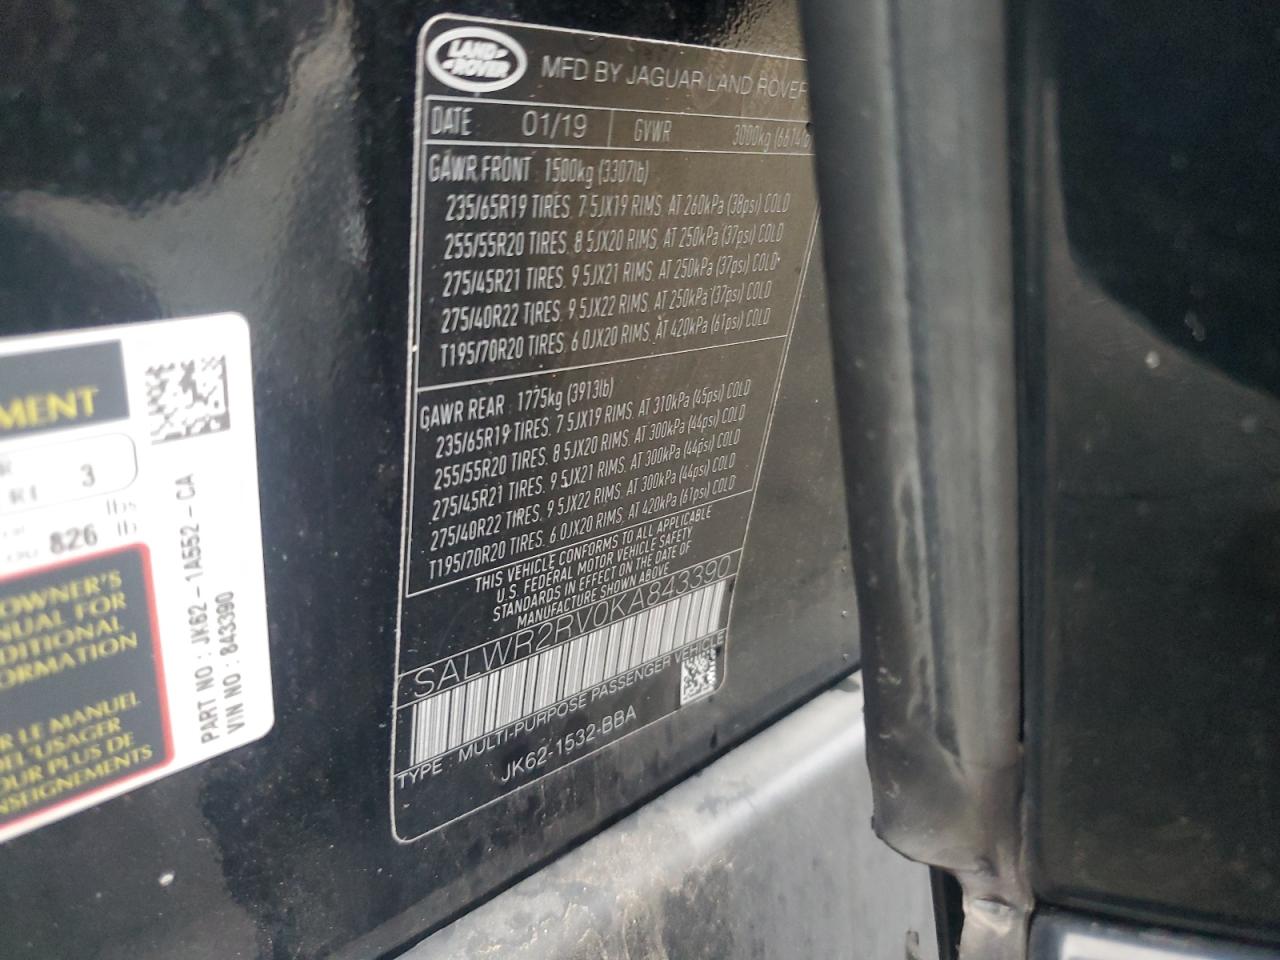 LAND ROVER
MFD BY JAGUAR LAND ROVER
DATE 01/19 GVWR 3000kg (6614lb
GAWR FRONT 1500kg (3307lb)
235/65R19 TIRES, 7.5JX19 RIMS, AT 260kPa (38psi) COLD
255/55R20 TIRES, 8.5JX20 RIMS, AT 250kPa (37psi) COLD
275/45R21 TIRES, 9.5JX21 RIMS, AT 250kPa (37psi) COLD
275/40R22 TIRES, 9.5JX22 RIMS, AT 250kPa (37psi) COLD
T195/70R20 TIRES, 6.0JX20 RIMS, AT 420kPa (61psi) COLD
GAWR REAR 1775kg (3913lb)
235/65R19 TIRES, 7.5JX19 RIMS, AT 310kPa (45psi) COLD
255/55R20 TIRES, 8.5JX20 RIMS, AT 300kPa (44psi) COLD
275/45R21 TIRES, 9.5JX21 RIMS, AT 300kPa (44psi) COLD
275/40R22 TIRES, 9.5JX22 RIMS, AT 300kPa (44psi) COLD
T195/70R20 TIRES, 6.0JX20 RIMS, AT 420kPa (61psi) COLD
THIS VEHICLE CONFORMS TO ALL APPLICABLE
U.S. FEDERAL MOTOR VEHICLE SAFETY
STANDARDS IN EFFECT ON THE DATE OF
MANUFACTURE SHOWN ABOVE
SALWR2RV0KA843390
TYPE MULTI-PURPOSE PASSENGER VEHICLE
JK62-1532-BBA
MENT
3
lbs
826 lb
OWNER'S
NUAL FOR
DITIONAL
ORMATION
R LE MANUEL
DEL'USAGER
OUR PLUS DE
NSEIGNEMENTS
PART NO : JK62-1A552-CA
VIN NO : 843390